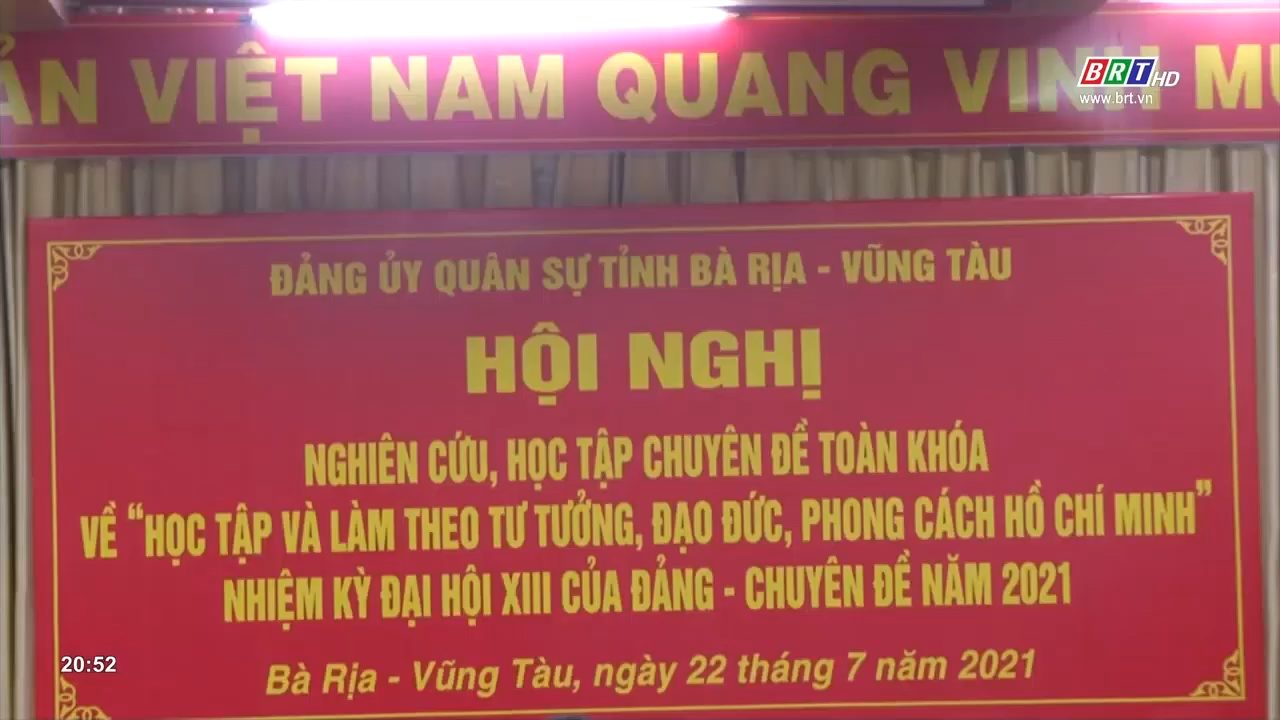 VIỆT NAM QUANG VINH
BRT HD
www.brt.vn
ĐẢNG ỦY QUÂN SỰ TỈNH BÀ RỊA - VŨNG TÀU
HỘI NGHỊ
NGHIÊN CỨU, HỌC TẬP CHUYÊN ĐỀ TOÀN KHÓA
VỀ “HỌC TẬP VÀ LÀM THEO TƯ TƯỞNG, ĐẠO ĐỨC, PHONG CÁCH HỒ CHÍ MINH”
NHIỆM KỲ ĐẠI HỘI XIII CỦA ĐẢNG - CHUYÊN ĐỀ NĂM 2021
20:52
Bà Rịa - Vũng Tàu, ngày 22 tháng 7 năm 2021